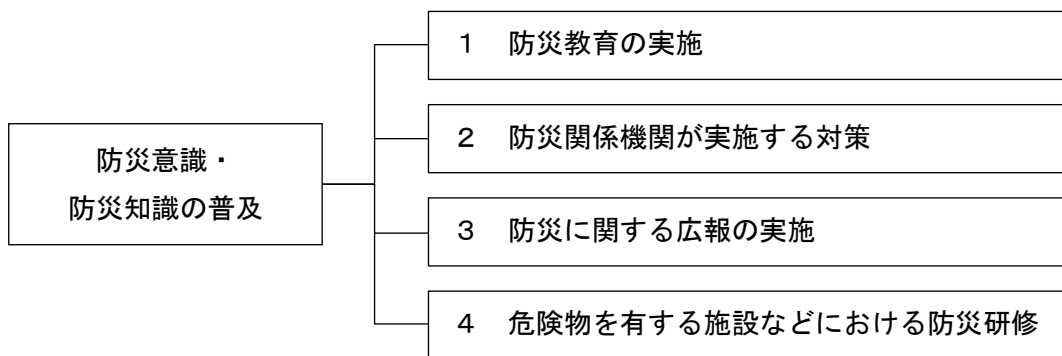 防災意識・
防災知識の普及
１　防災教育の実施
２　防災関係機関が実施する対策
３　防災に関する広報の実施
４　危険物を有する施設などにおける防災研修